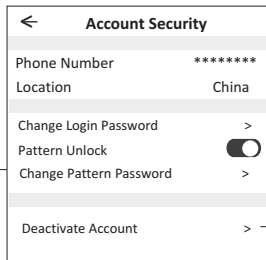 ← Account Security
Phone Number ********
Location China
Change Login Password >
Pattern Unlock
Change Pattern Password >
Deactivate Account >